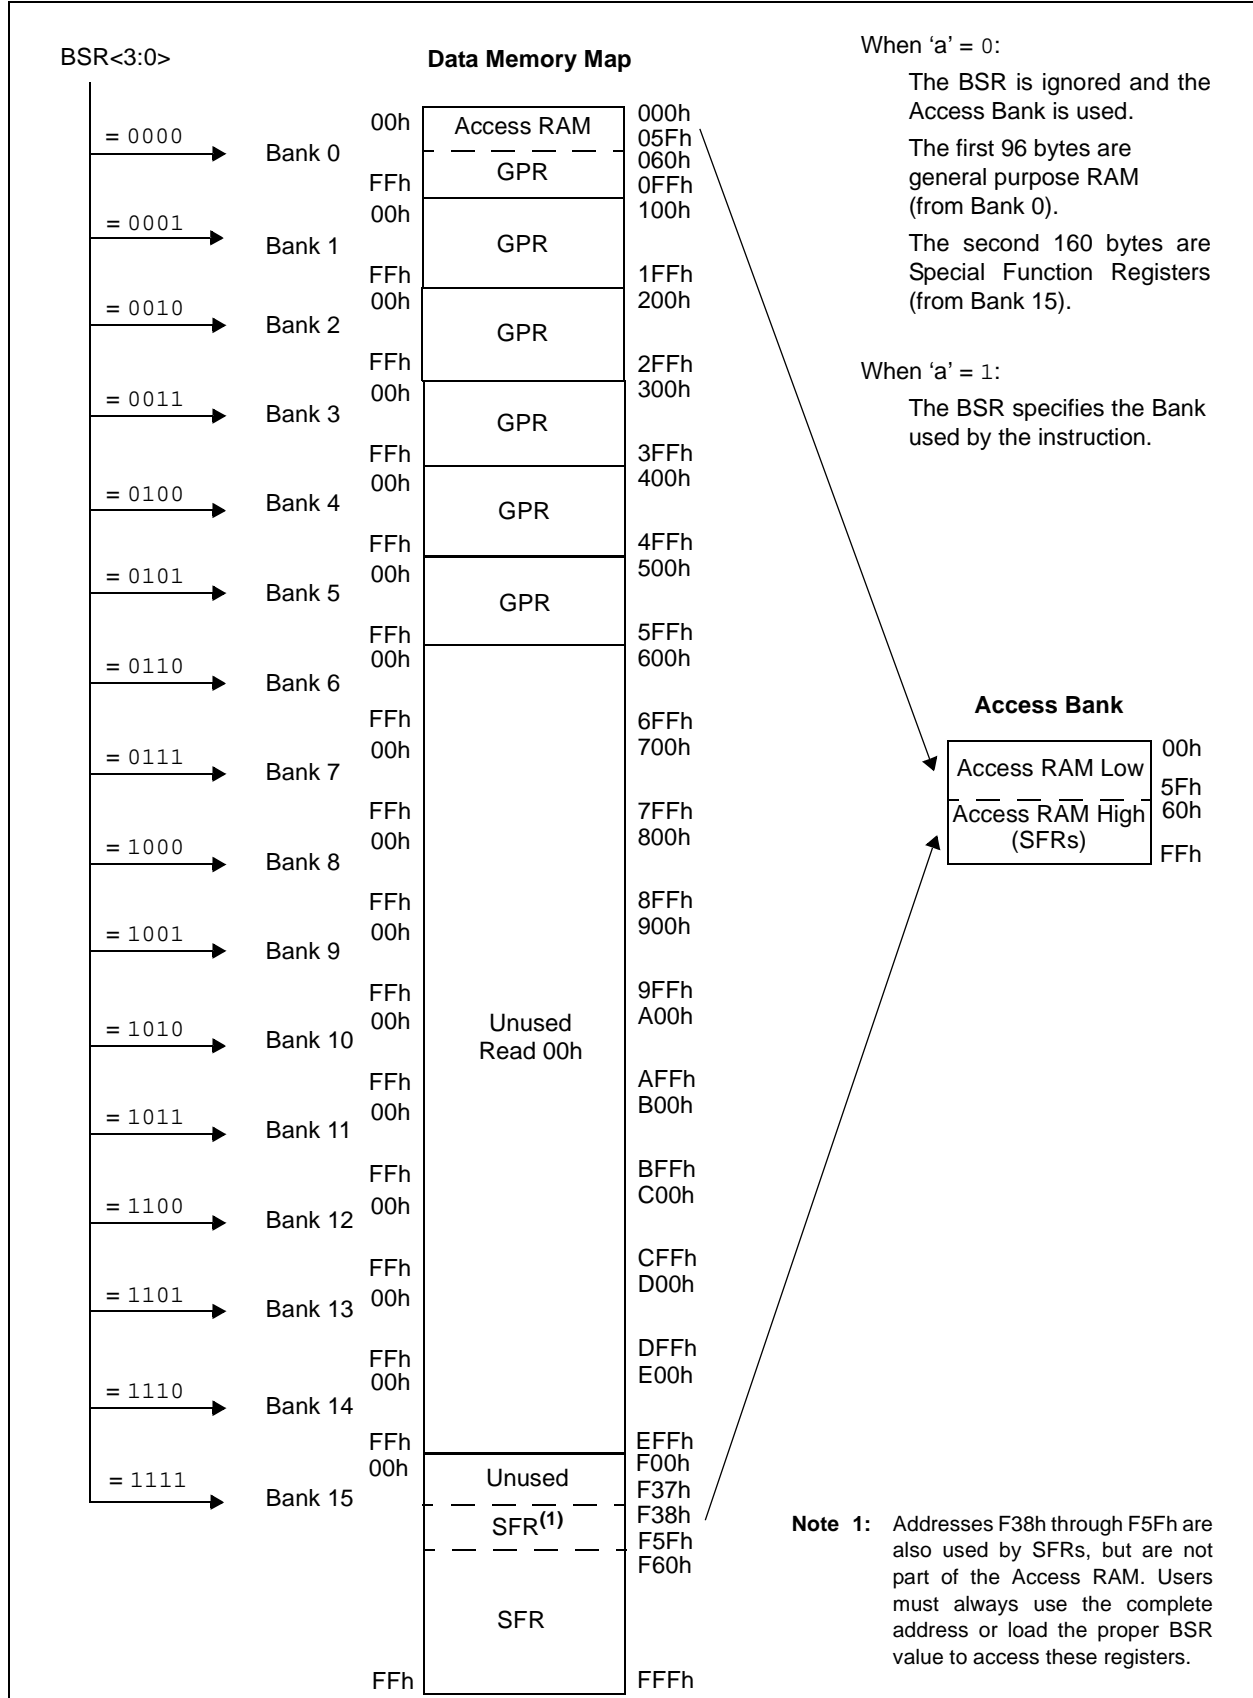 BSR<3:0>
Data Memory Map
When ‘a’ = 0:
The BSR is ignored and the
Access Bank is used.
The first 96 bytes are
general purpose RAM
(from Bank 0).
The second 160 bytes are
Special Function Registers
(from Bank 15).
When ‘a’ = 1:
The BSR specifies the Bank
used by the instruction.
= 0000
Bank 0
00h
FFh
Access RAM
GPR
000h
05Fh
060h
0FFh
= 0001
Bank 1
00h
FFh
GPR
100h
1FFh
= 0010
Bank 2
00h
FFh
GPR
200h
2FFh
= 0011
Bank 3
00h
FFh
GPR
300h
3FFh
= 0100
Bank 4
00h
FFh
GPR
400h
4FFh
= 0101
Bank 5
00h
FFh
GPR
500h
5FFh
= 0110
Bank 6
00h
FFh
600h
6FFh
= 0111
Bank 7
00h
FFh
700h
7FFh
= 1000
Bank 8
00h
FFh
800h
8FFh
= 1001
Bank 9
00h
FFh
900h
9FFh
= 1010
Bank 10
00h
FFh
Unused
Read 00h
A00h
AFFh
= 1011
Bank 11
00h
FFh
B00h
BFFh
= 1100
Bank 12
00h
FFh
C00h
CFFh
= 1101
Bank 13
00h
FFh
D00h
DFFh
= 1110
Bank 14
00h
FFh
E00h
EFFh
= 1111
Bank 15
00h
FFh
Unused
SFR(1)
SFR
F00h
F37h
F38h
F5Fh
F60h
FFFh
Access Bank
Access RAM Low
Access RAM High
(SFRs)
00h
5Fh
60h
FFh
Note 1: Addresses F38h through F5Fh are
also used by SFRs, but are not
part of the Access RAM. Users
must always use the complete
address or load the proper BSR
value to access these registers.